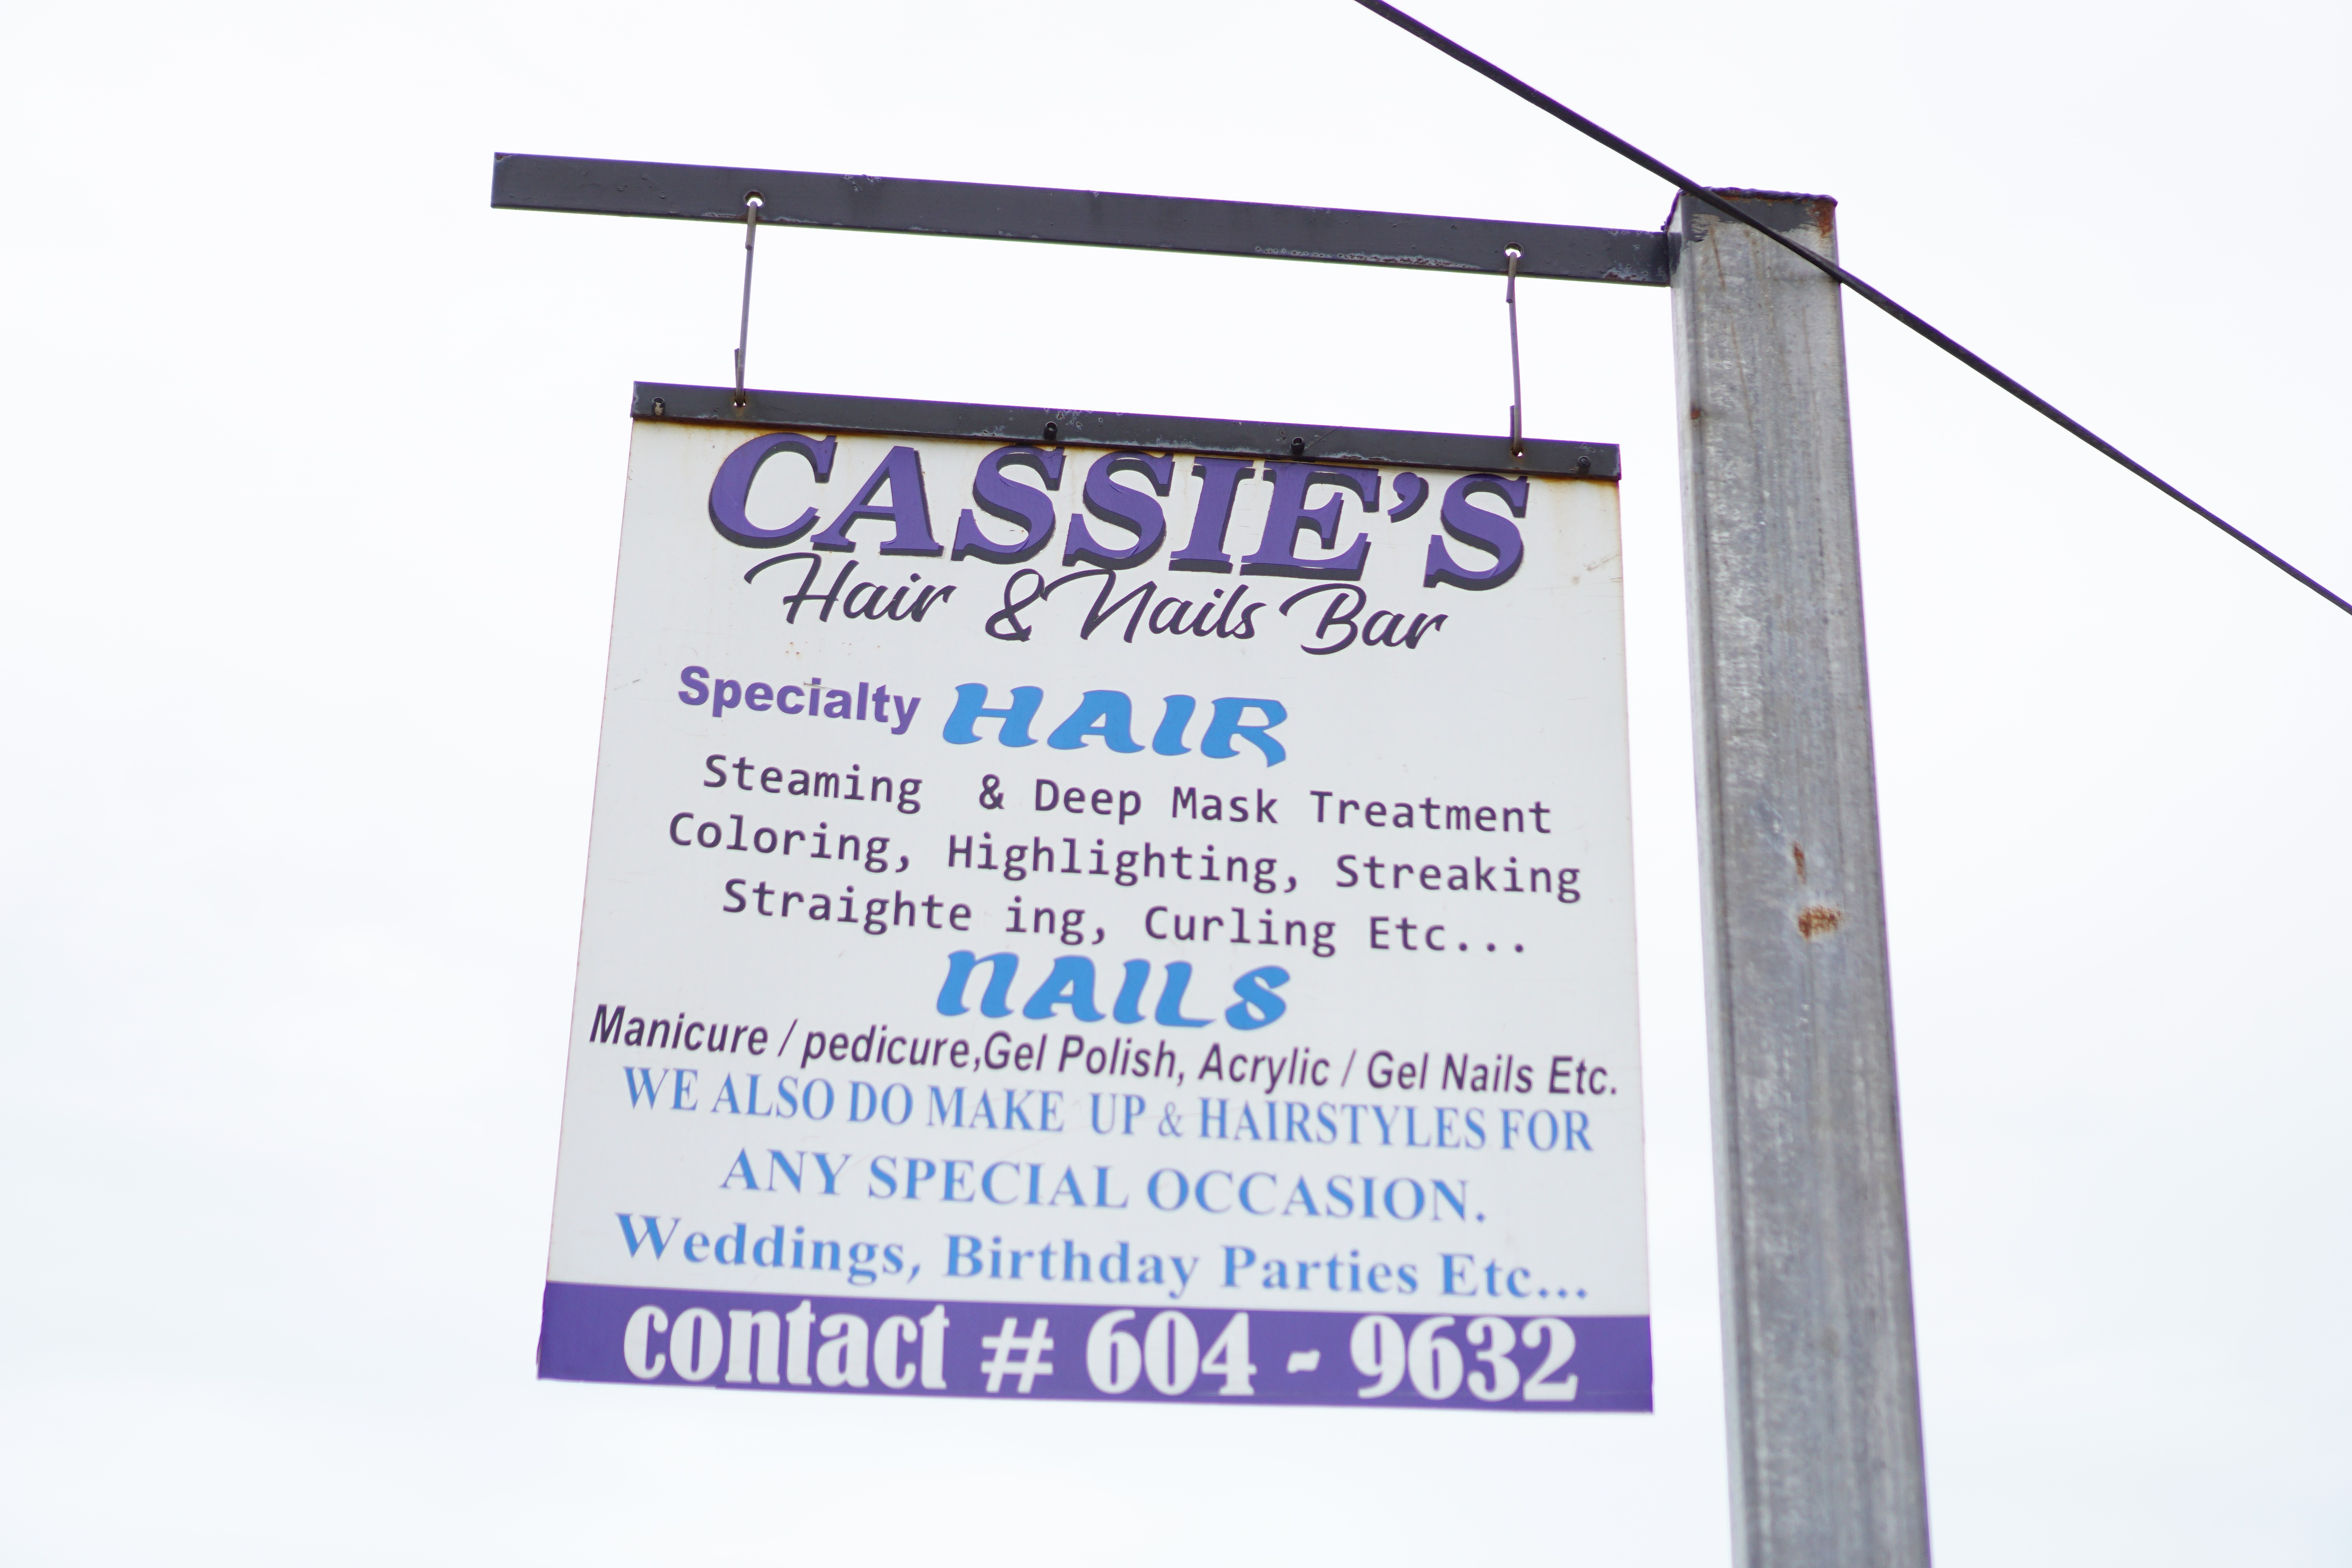 CASSIE'S
Hair & Nails Bar
Specialty HAIR
Steaming & Deep Mask Treatment
Coloring, Highlighting, Streaking
Straighte ing, Curling Etc...
NAILS
Manicure / pedicure,Gel Polish, Acrylic / Gel Nails Etc.
WE ALSO DO MAKE UP & HAIRSTYLES FOR
ANY SPECIAL OCCASION.
Weddings, Birthday Parties Etc...
contact # 604 - 9632